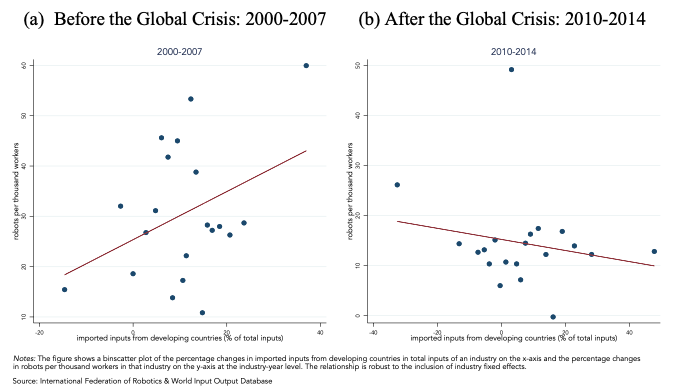 (a) Before the Global Crisis: 2000-2007
2000-2007
robots per thousand workers
60
50
40
30
20
10
-20
0
20
40
imported inputs from developing countries (% of total inputs)
(b) After the Global Crisis: 2010-2014
2010-2014
robots per thousand workers
50
40
30
20
10
0
-40
-20
0
20
40
imported inputs from developing countries (% of total inputs)
Notes: The figure shows a binscatter plot of the percentage changes in imported inputs from developing countries in total inputs of an industry on the x-axis and the percentage changes
in robots per thousand workers in that industry on the y-axis at the industry-year level. The relationship is robust to the inclusion of industry fixed effects.
Source: International Federation of Robotics & World Input Output Database